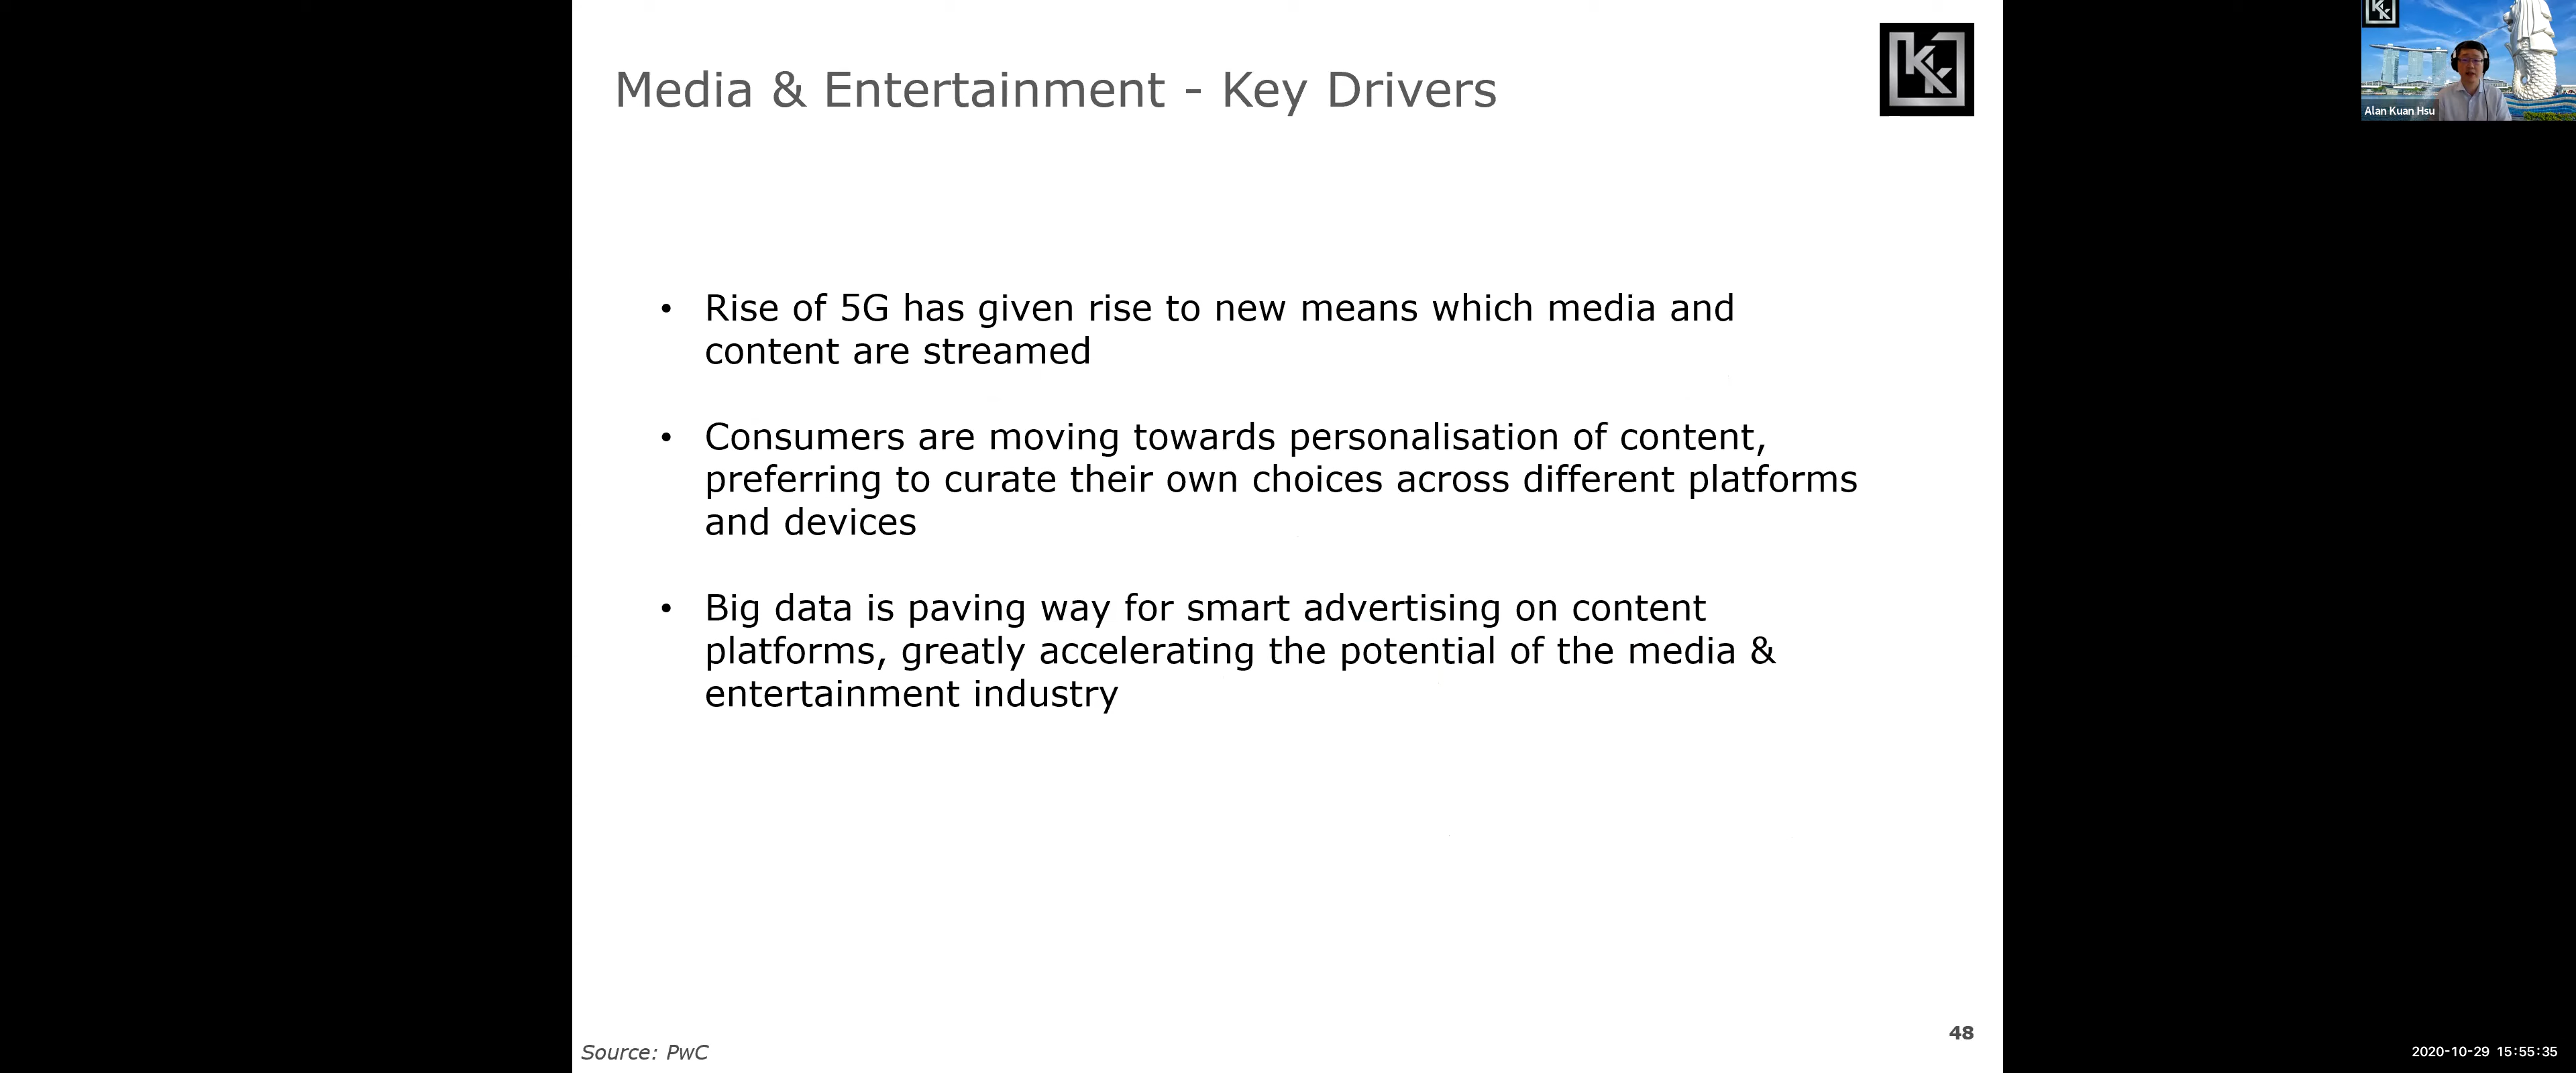 Media & Entertainment - Key Drivers
KK
KK
Alan Kuan Hsu
• Rise of 5G has given rise to new means which media and
content are streamed
• Consumers are moving towards personalisation of content,
preferring to curate their own choices across different platforms
and devices
• Big data is paving way for smart advertising on content
platforms, greatly accelerating the potential of the media &
entertainment industry
48
Source: PwC
2020-10-29 15:55:35